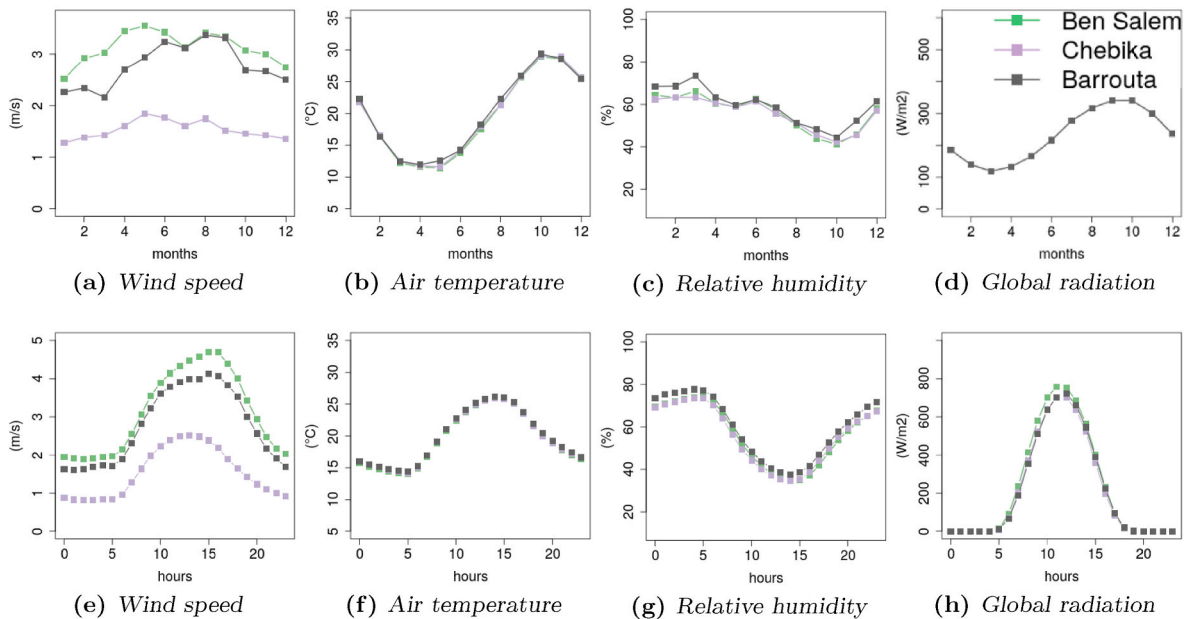 (m/s)
0 1 2 3
2 4 6 8 10 12
months
(a) Wind speed
(°C)
5 10 15 20 25 30 35
2 4 6 8 10 12
months
(b) Air temperature
(%)
20 40 60 80 100
2 4 6 8 10 12
months
(c) Relative humidity
Ben Salem
Chebika
Barrouta
(W/m2)
0 100 300 500
2 4 6 8 10 12
months
(d) Global radiation
(m/s)
0 1 2 3 4 5
0 5 10 15 20
hours
(e) Wind speed
(°C)
5 10 15 20 25 30 35
0 5 10 15 20
hours
(f) Air temperature
(%)
20 40 60 80 100
0 5 10 15 20
hours
(g) Relative humidity
(W/m2)
0 200 400 600 800
0 5 10 15 20
hours
(h) Global radiation